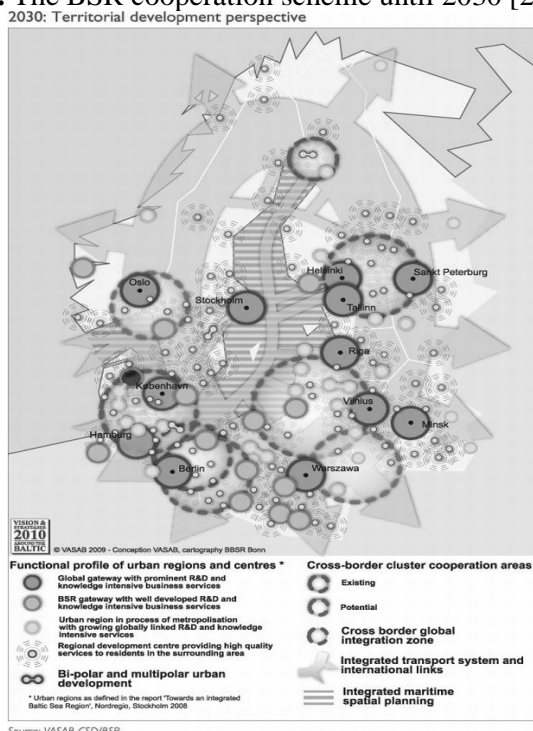 . The BSR cooperation scheme until 2030 [2
2030: Territorial development perspective
Oslo
Helsinki
Sankt Peterburg
Stockholm
Tallinn
Riga
København
Vilnius
Minsk
Hamburg
Berlin
Warszawa
VISION &
STRATEGIES
2010
AROUND THE
BALTIC
© VASAB 2009 - Conception VASAB, cartography BBSR Bonn
Functional profile of urban regions and centres *
Global gateway with prominent R&D and
knowledge intensive business services
BSR gateway with well developed R&D and
knowledge intensive business services
Urban region in process of metropolisation
with growing globally linked R&D and knowledge
intensive services
Regional development centre providing high quality
services to residents in the surrounding area
Bi-polar and multipolar urban
development
* Urban regions as defined in the report 'Towards an integrated
Baltic Sea Region', Nordregio, Stockholm 2008
Cross-border cluster cooperation areas
Existing
Potential
Cross border global
integration zone
Integrated transport system and
international links
Integrated maritime
spatial planning
Source: VASAB CSD/BSR